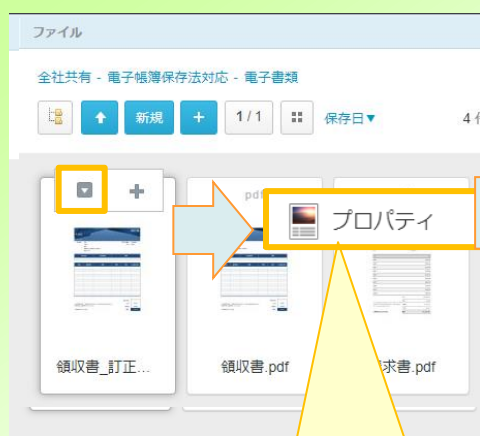 ファイル
全社共有 - 電子帳簿保存法対応 - 電子書類
新規 + 1/1 保存日▼ 4
pdf
プロパティ
領収書_訂正... 領収書.pdf 求書.pdf